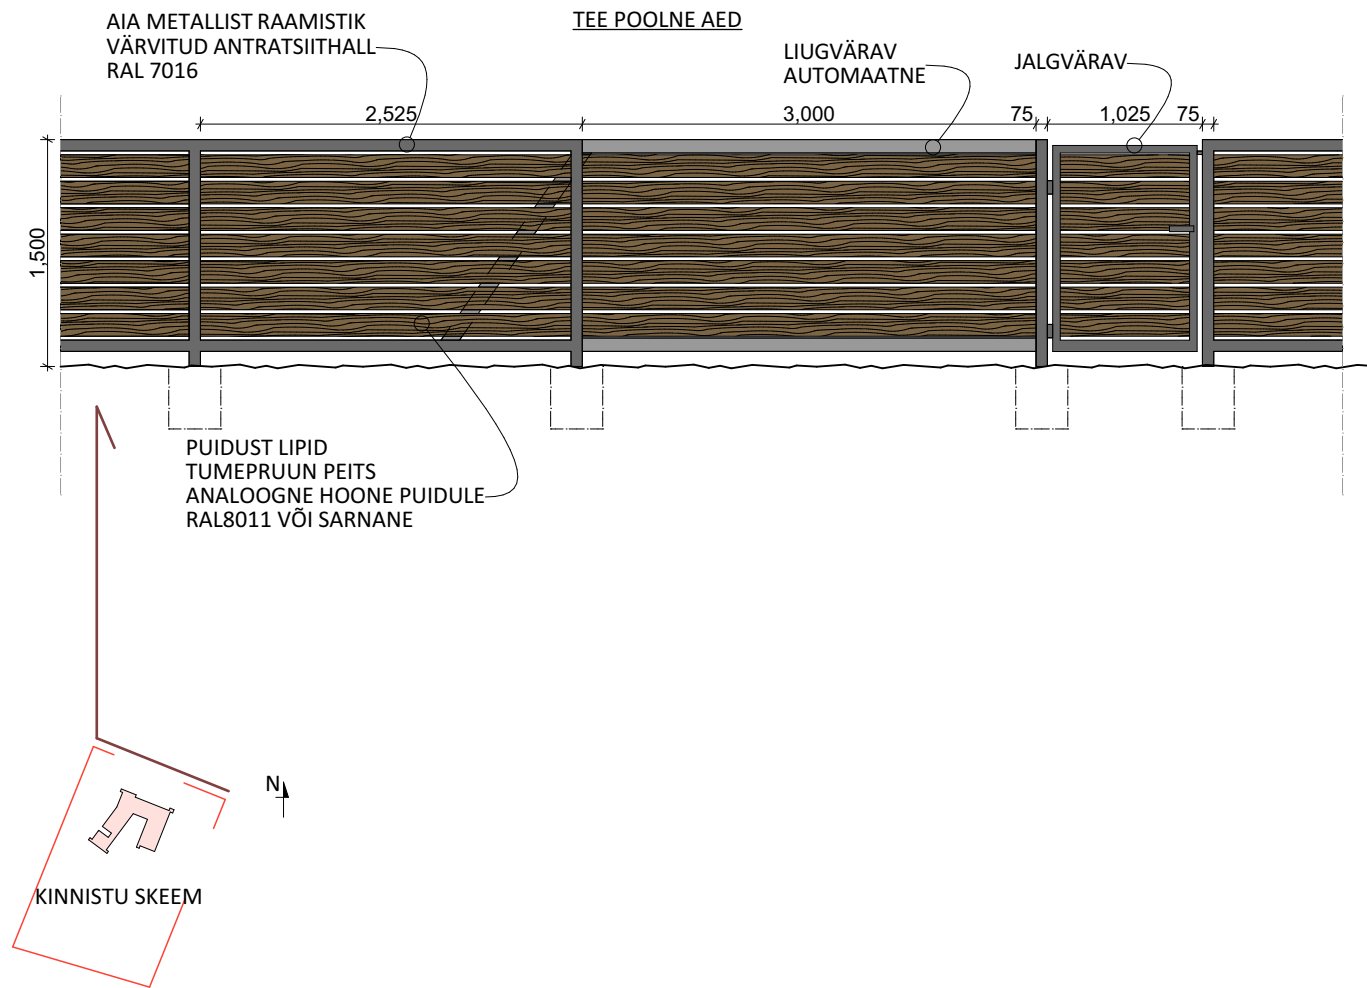 TEE POOLNE AED
AIA METALLIST RAAMISTIK
VÄRVITUD ANTRATSIITHALL
RAL 7016
LIUGVÄRAV
AUTOMAATNE
JALGVÄRAV
2,525
3,000
75
1,025
75
1,500
PUIDUST LIPID
TUMEPRUUN PEITS
ANALOOGNE HOONE PUIDULE
RAL8011 VÕI SARNANE
N
KINNISTU SKEEM